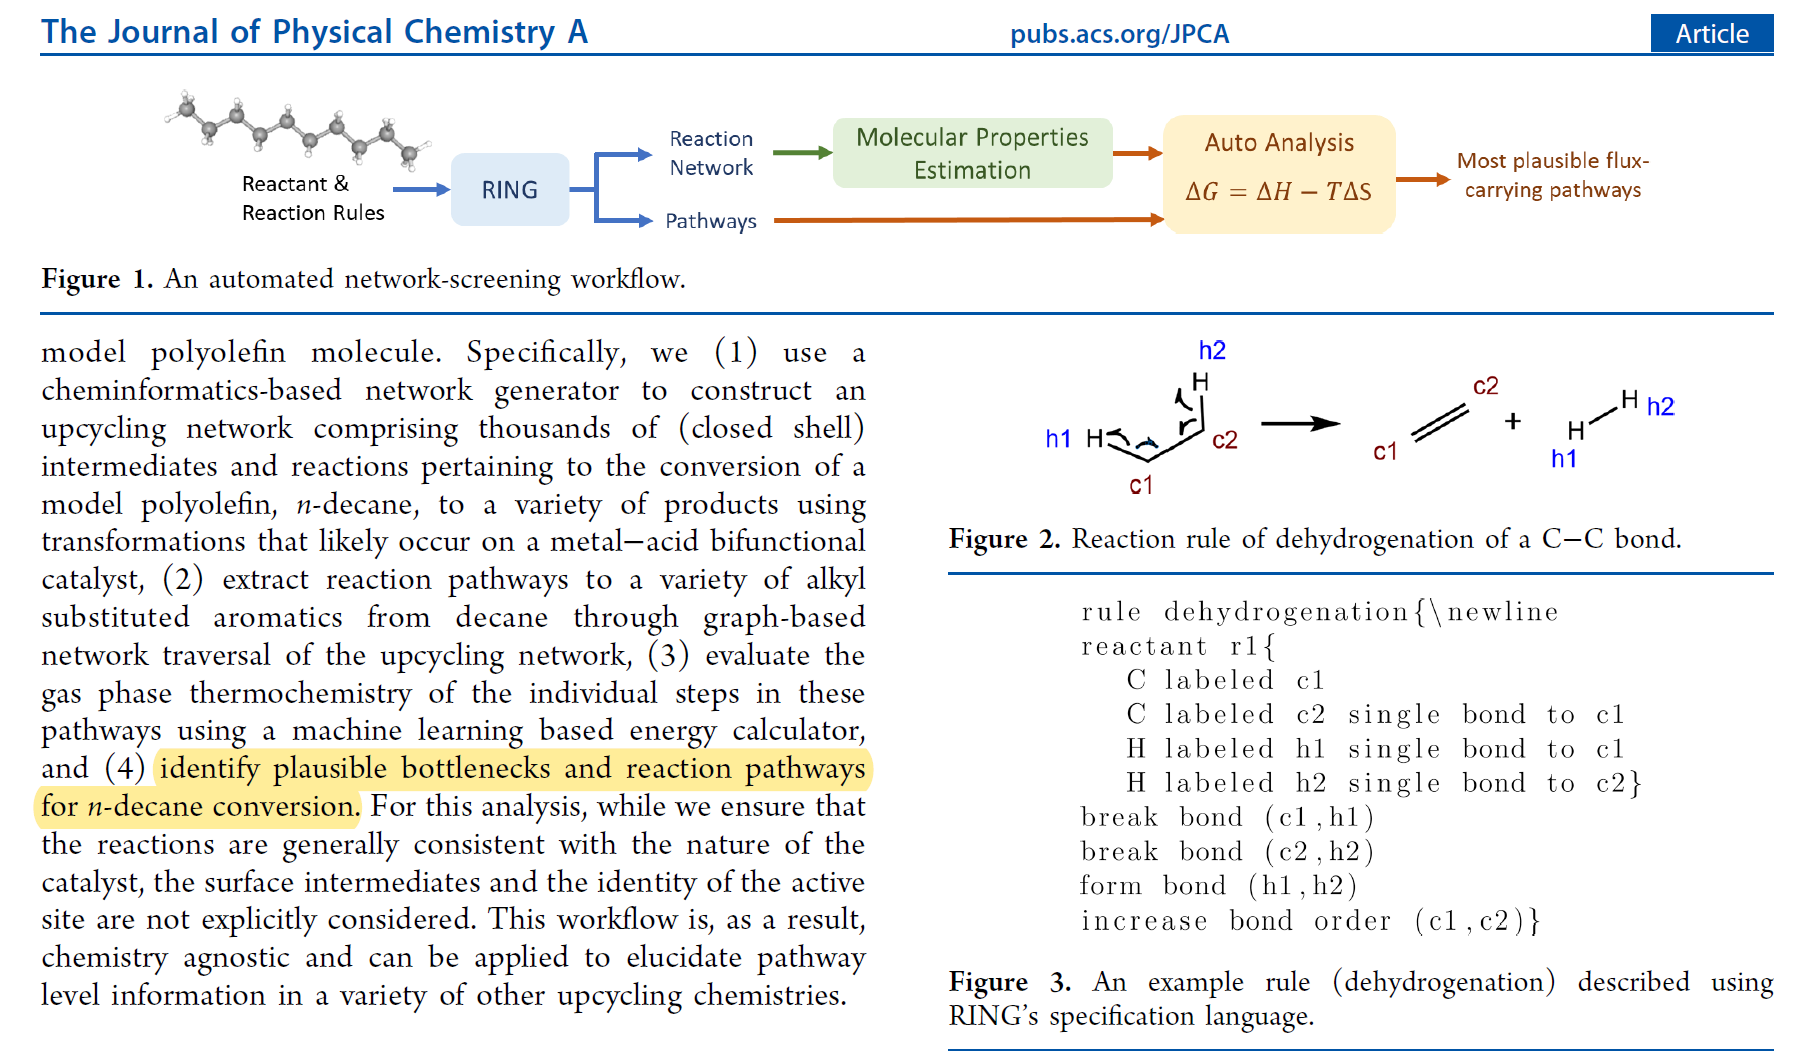 The Journal of Physical Chemistry A
pubs.acs.org/JPCA
Article
Reactant &
Reaction Rules
RING
Reaction
Network
Pathways
Molecular Properties
Estimation
Auto Analysis
ΔG = ΔH − TΔS
Most plausible flux-
carrying pathways
Figure 1. An automated network-screening workflow.
model polyolefin molecule. Specifically, we (1) use a
cheminformatics-based network generator to construct an
upcycling network comprising thousands of (closed shell)
intermediates and reactions pertaining to the conversion of a
model polyolefin, n-decane, to a variety of products using
transformations that likely occur on a metal−acid bifunctional
catalyst, (2) extract reaction pathways to a variety of alkyl
substituted aromatics from decane through graph-based
network traversal of the upcycling network, (3) evaluate the
gas phase thermochemistry of the individual steps in these
pathways using a machine learning based energy calculator,
and (4) identify plausible bottlenecks and reaction pathways
for n-decane conversion. For this analysis, while we ensure that
the reactions are generally consistent with the nature of the
catalyst, the surface intermediates and the identity of the active
site are not explicitly considered. This workflow is, as a result,
chemistry agnostic and can be applied to elucidate pathway
level information in a variety of other upcycling chemistries.
h2
H
h1 H
c2
c1
c2
c1
+
H h2
H
h1
Figure 2. Reaction rule of dehydrogenation of a C−C bond.
rule dehydrogenation{\newline
reactant r1{
C labeled c1
C labeled c2 single bond to c1
H labeled h1 single bond to c1
H labeled h2 single bond to c2}
break bond (c1,h1)
break bond (c2,h2)
form bond (h1,h2)
increase bond order (c1,c2)}
Figure 3. An example rule (dehydrogenation) described using
RING's specification language.